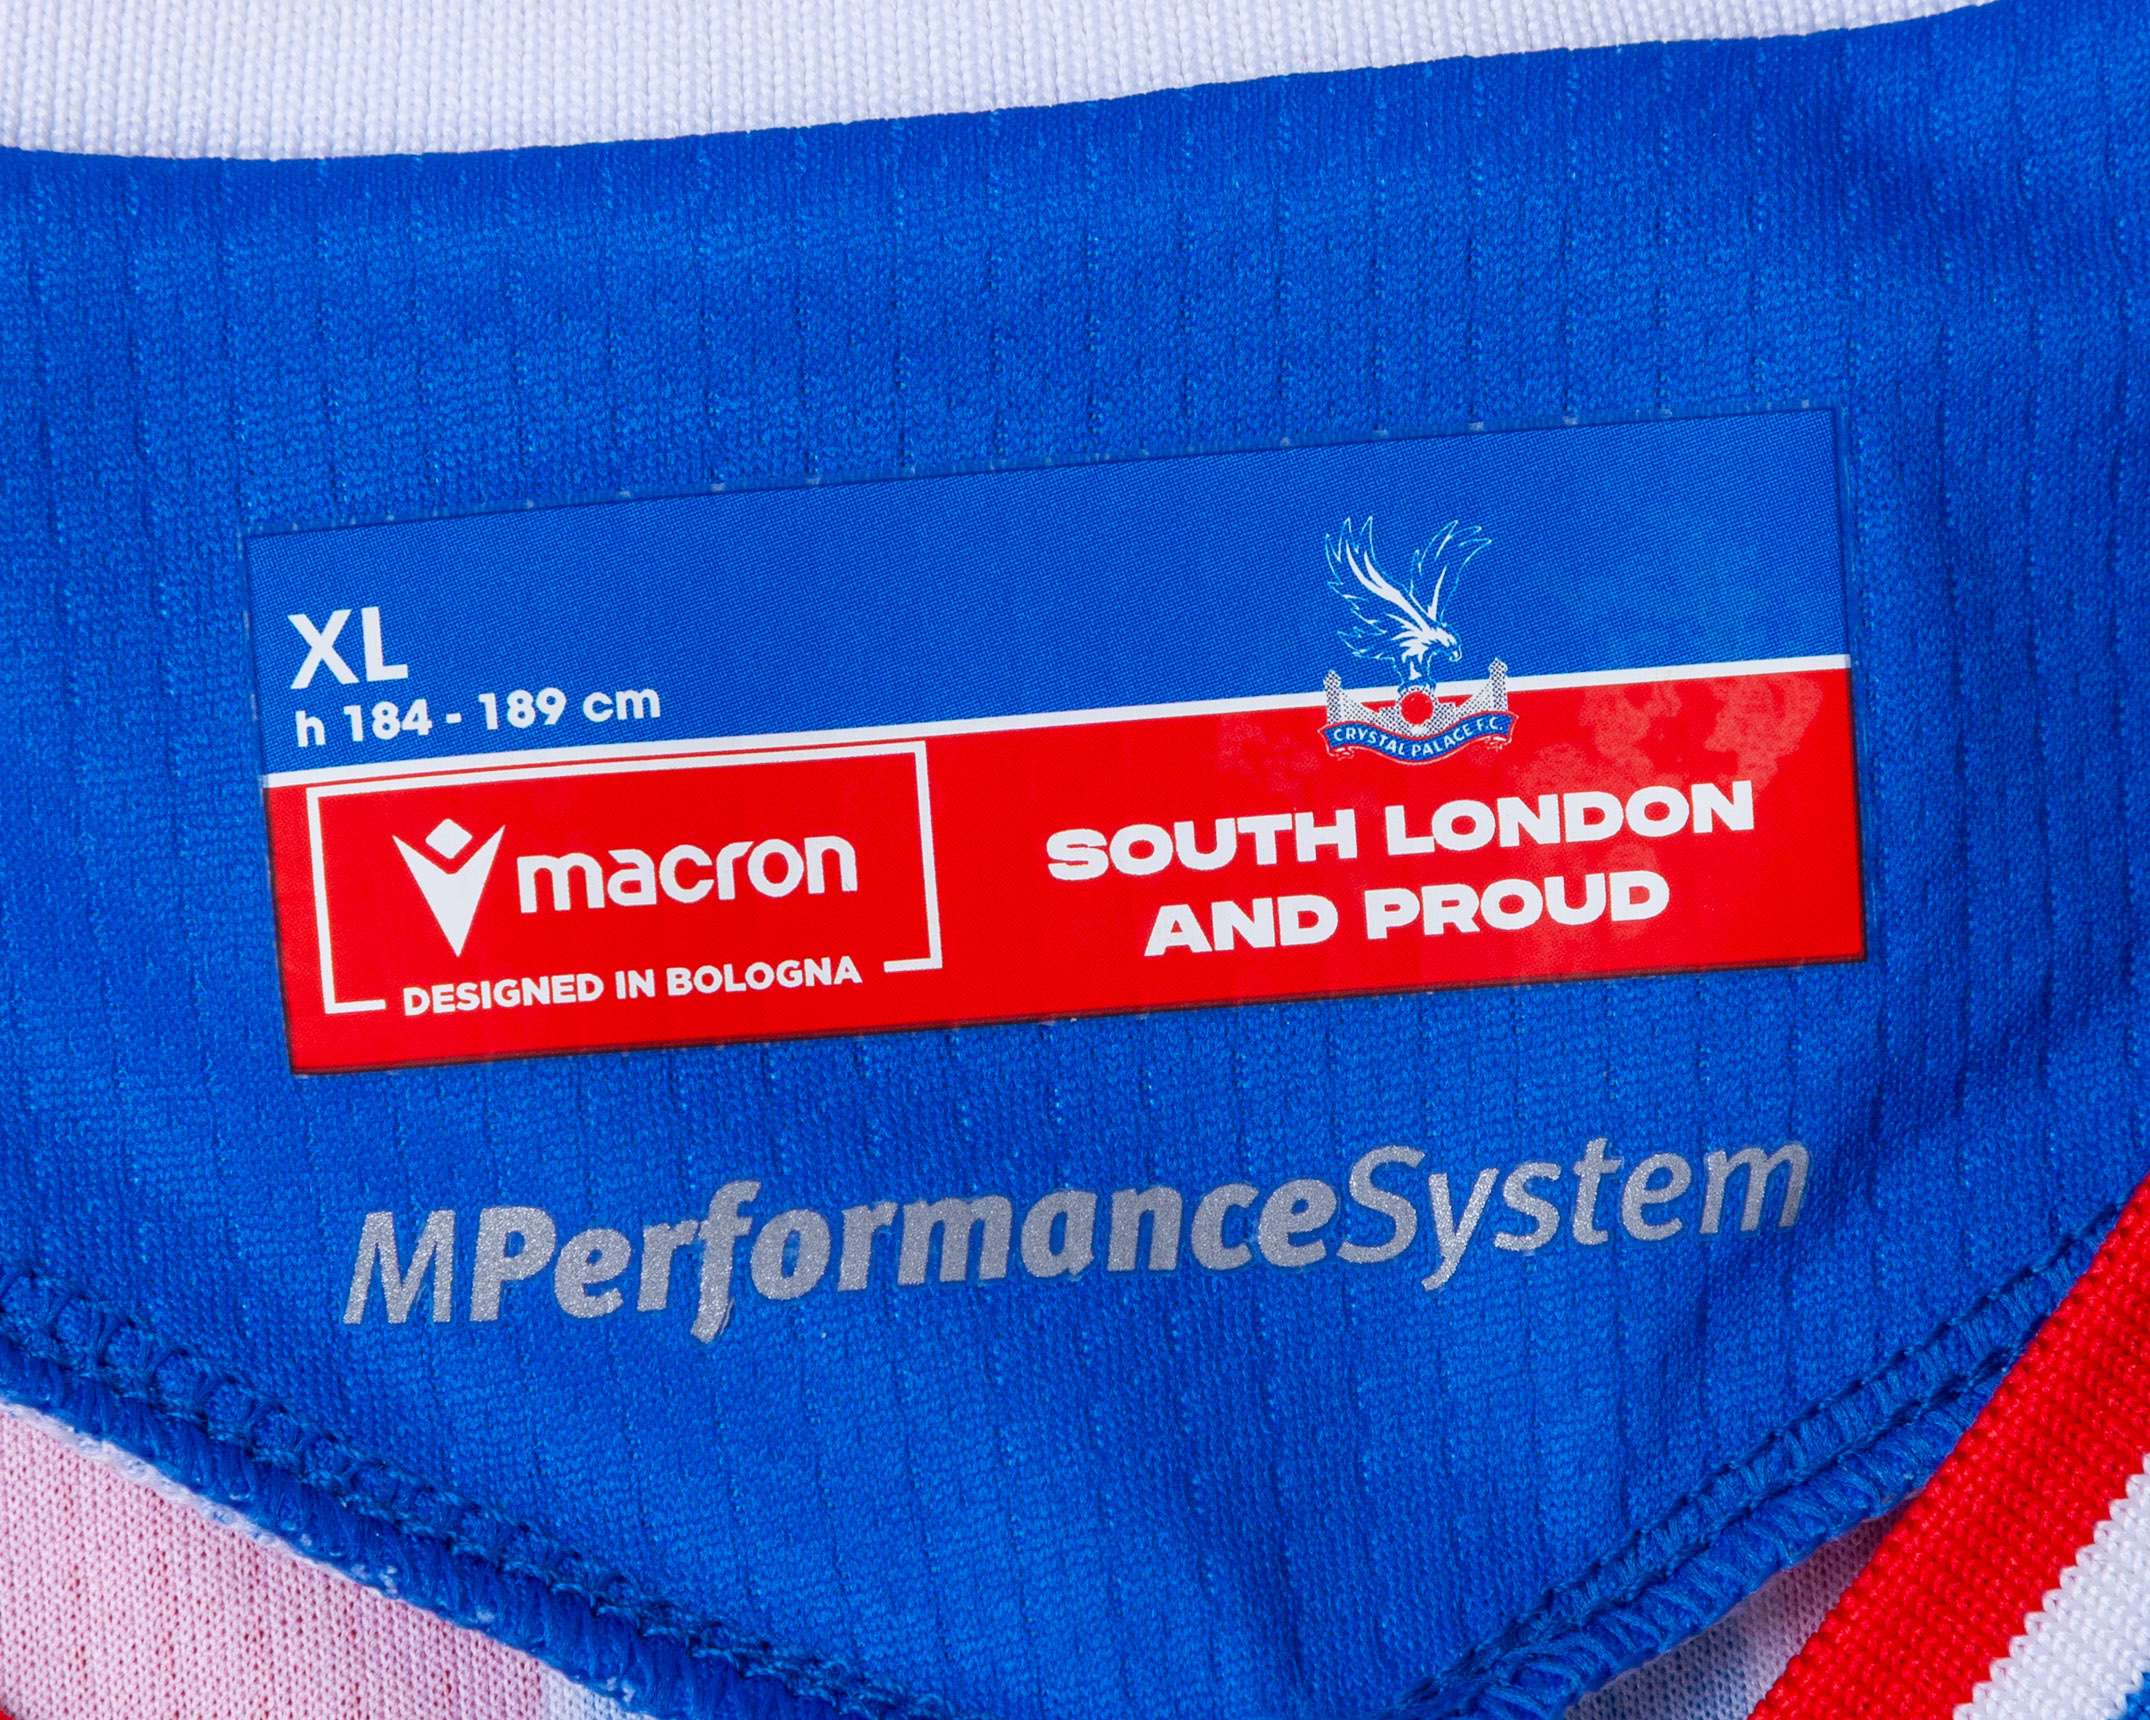 XL
h 184 - 189 cm
CRYSTAL PALACE F.C.
macron
DESIGNED IN BOLOGNA
SOUTH LONDON
AND PROUD
MPerformanceSystem